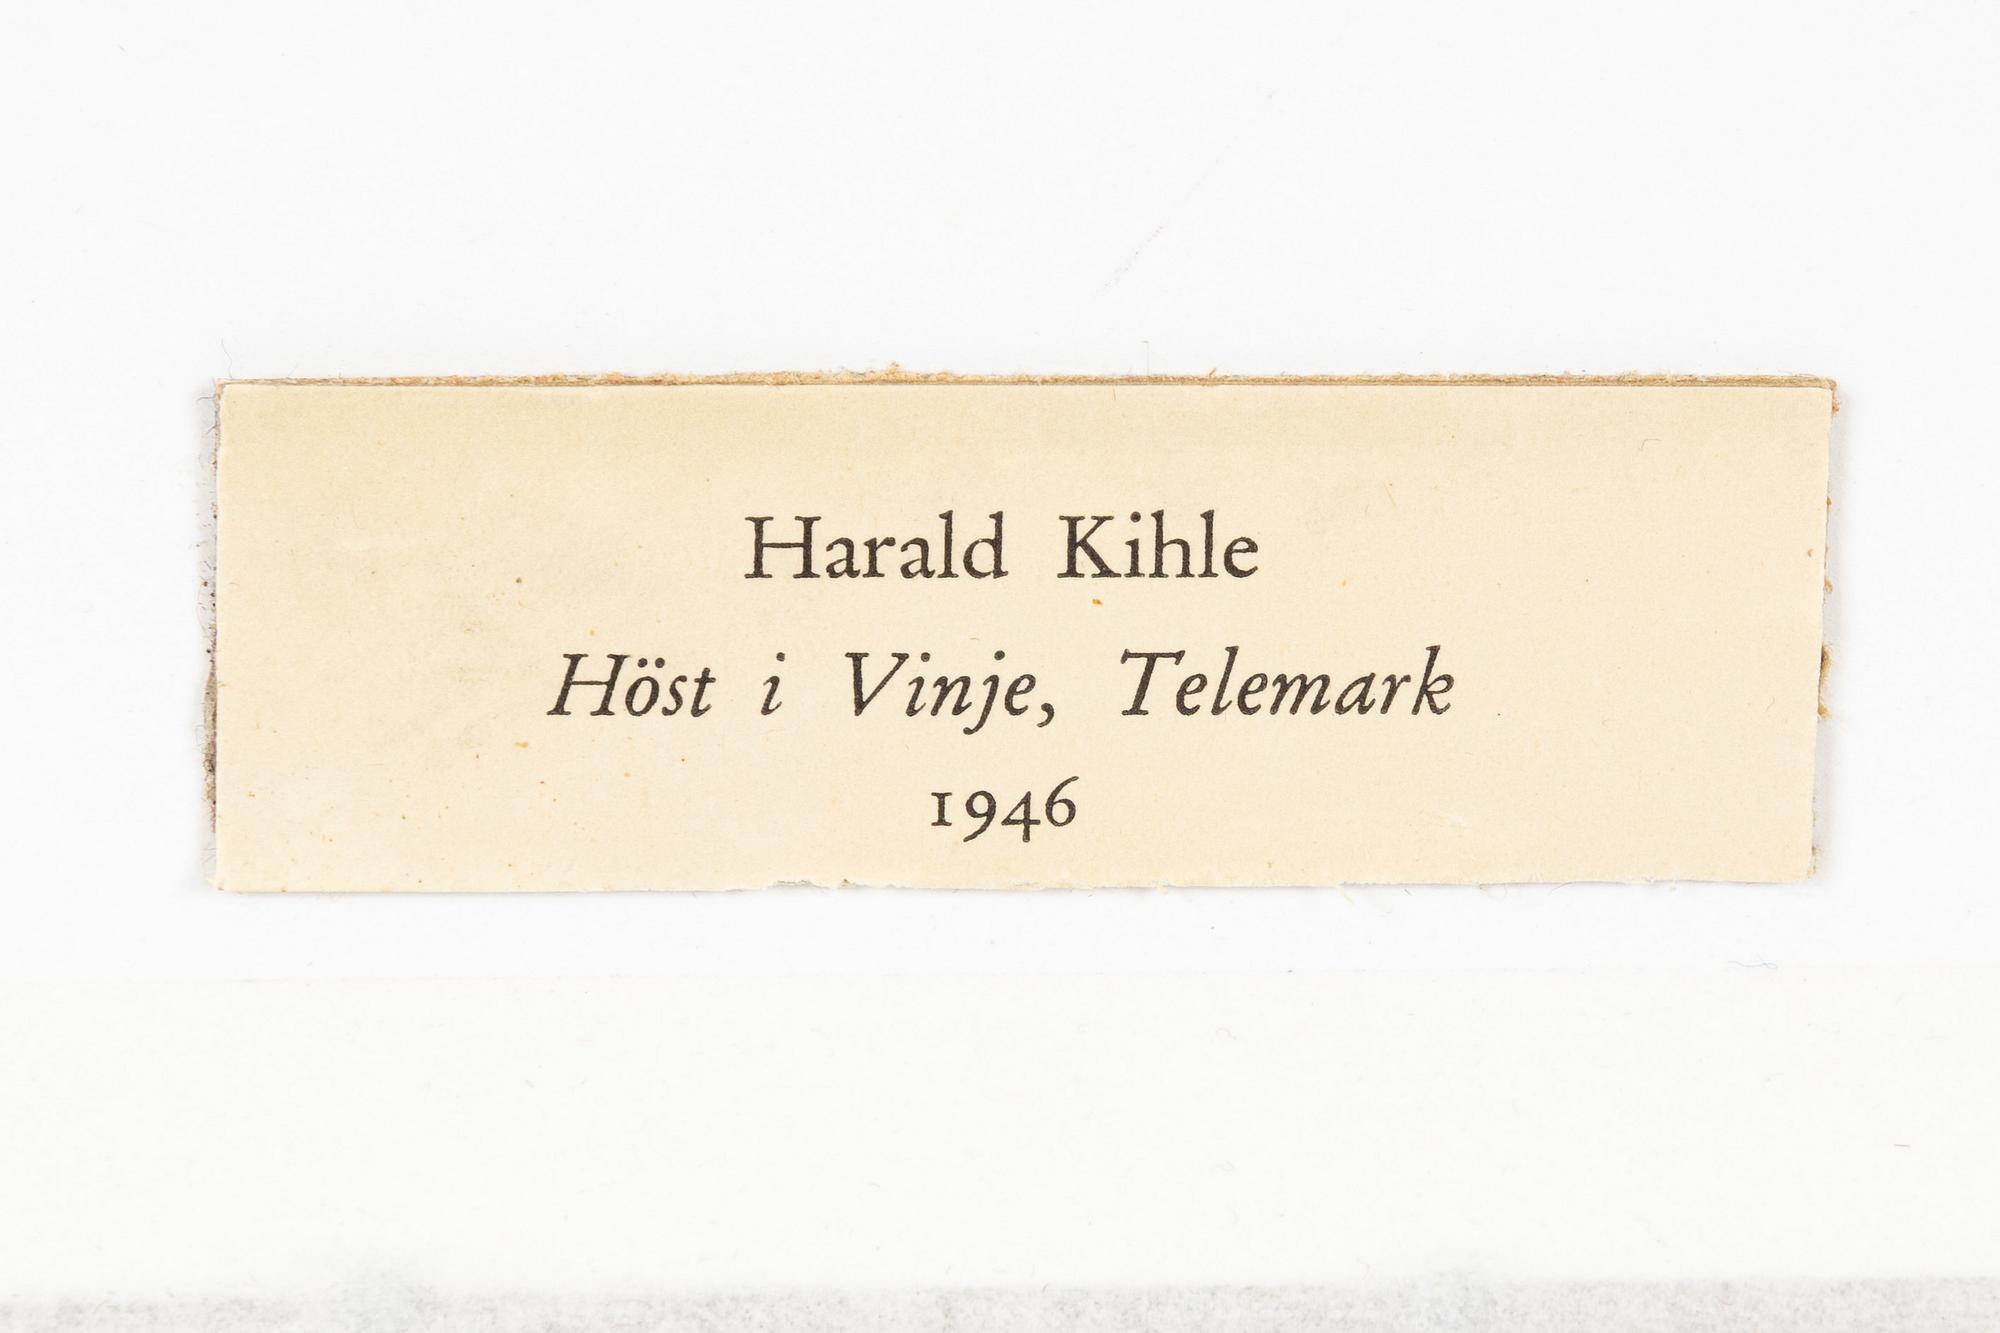 Harald Kihle
Höst i Vinje, Telemark
1946